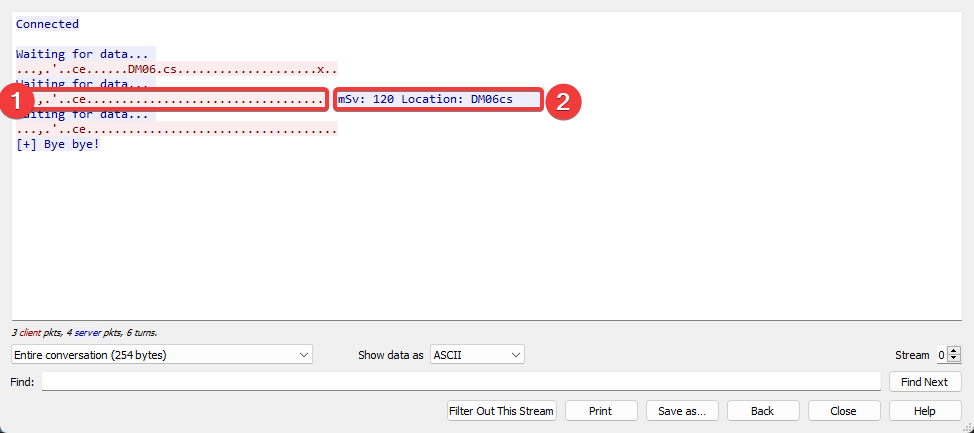 Connected
Waiting for data...
...,.'..ce......DM06.cs....................x..
Waiting for data...
1 ,.'..ce.................................. mSv: 120 Location: DM06cs 2
Waiting for data...
...,.'..ce....................................
[+] Bye bye!
3 client pkts, 4 server pkts, 6 turns.
Entire conversation (254 bytes) Show data as ASCII Stream 0
Find: Find Next
Filter Out This Stream Print Save as... Back Close Help